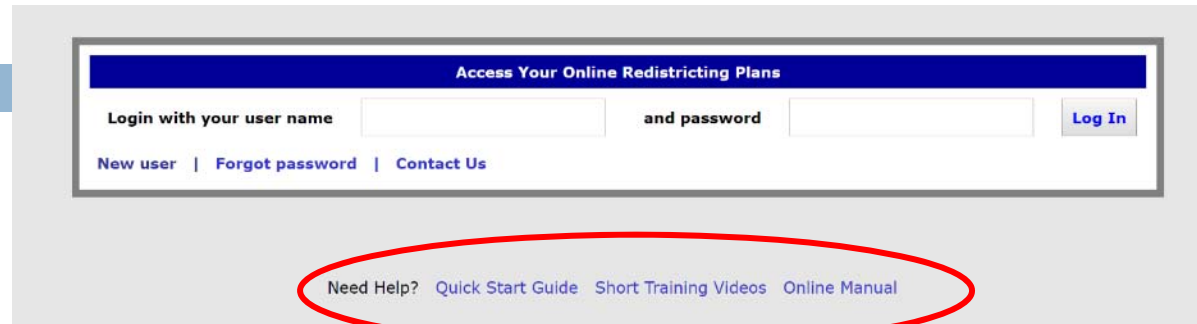 Access Your Online Redistricting Plans
Login with your user name and password Log In
New user | Forgot password | Contact Us
Need Help? Quick Start Guide Short Training Videos Online Manual